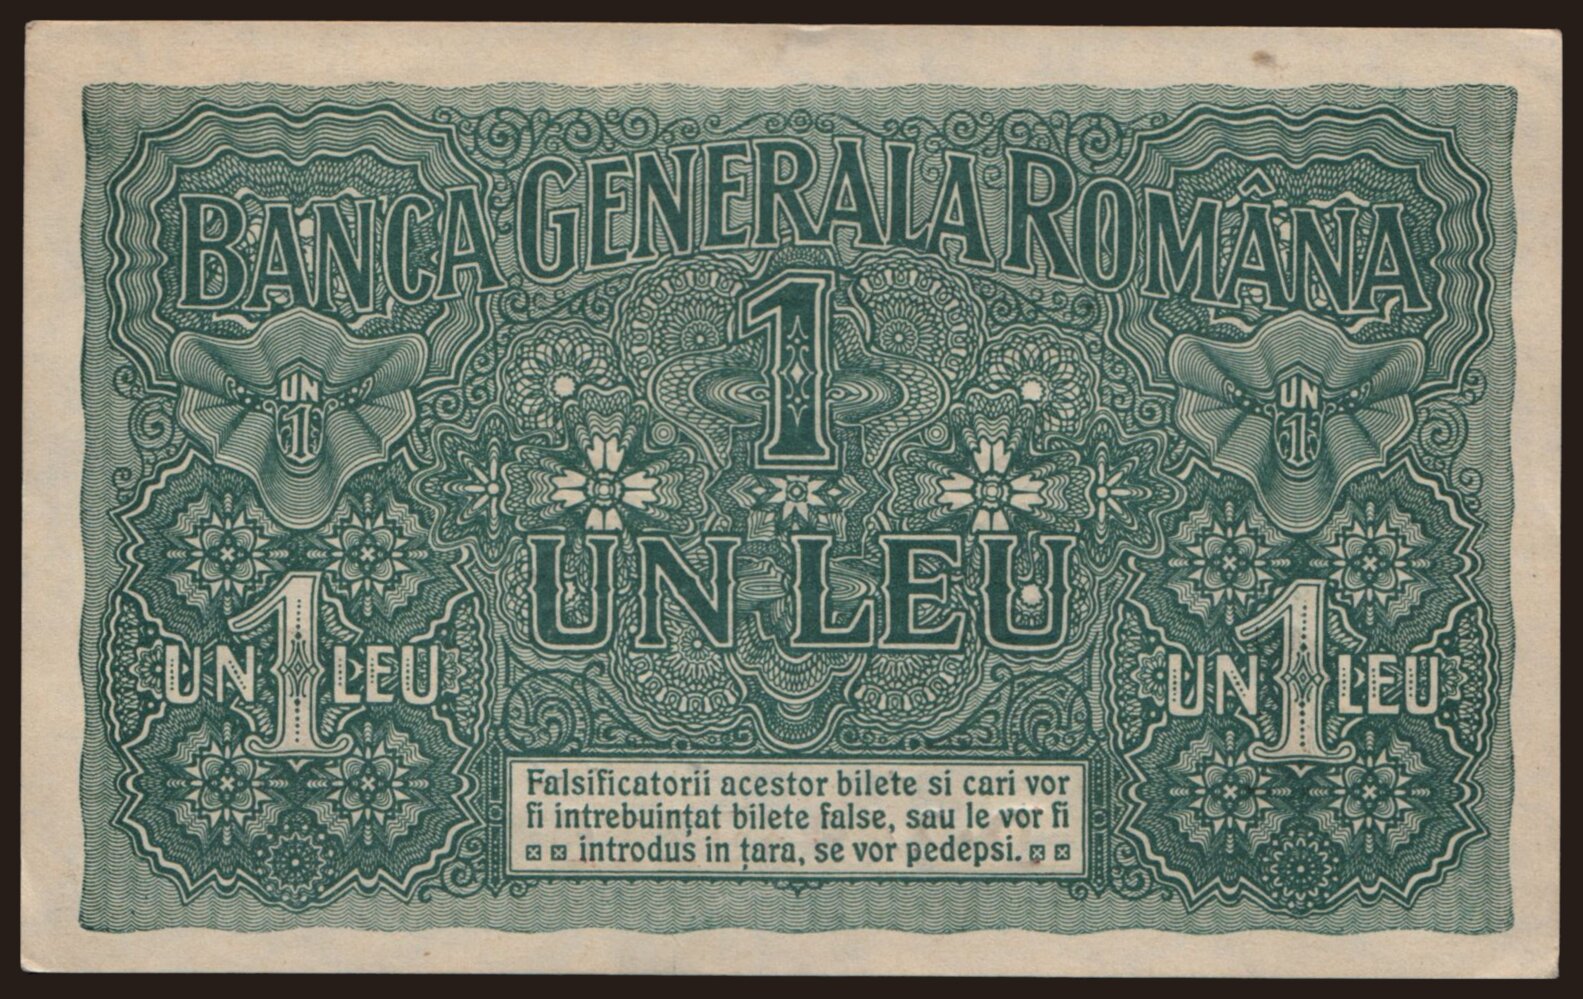 BANCA GENERALA ROMÂNA
1
UN
1
UN
1
UN LEU
UN 1 LEU
UN 1 LEU
Falsificatorii acestor bilete si cari vor
fi intrebuințat bilete false, sau le vor fi
introdus in țara, se vor pedepsi.